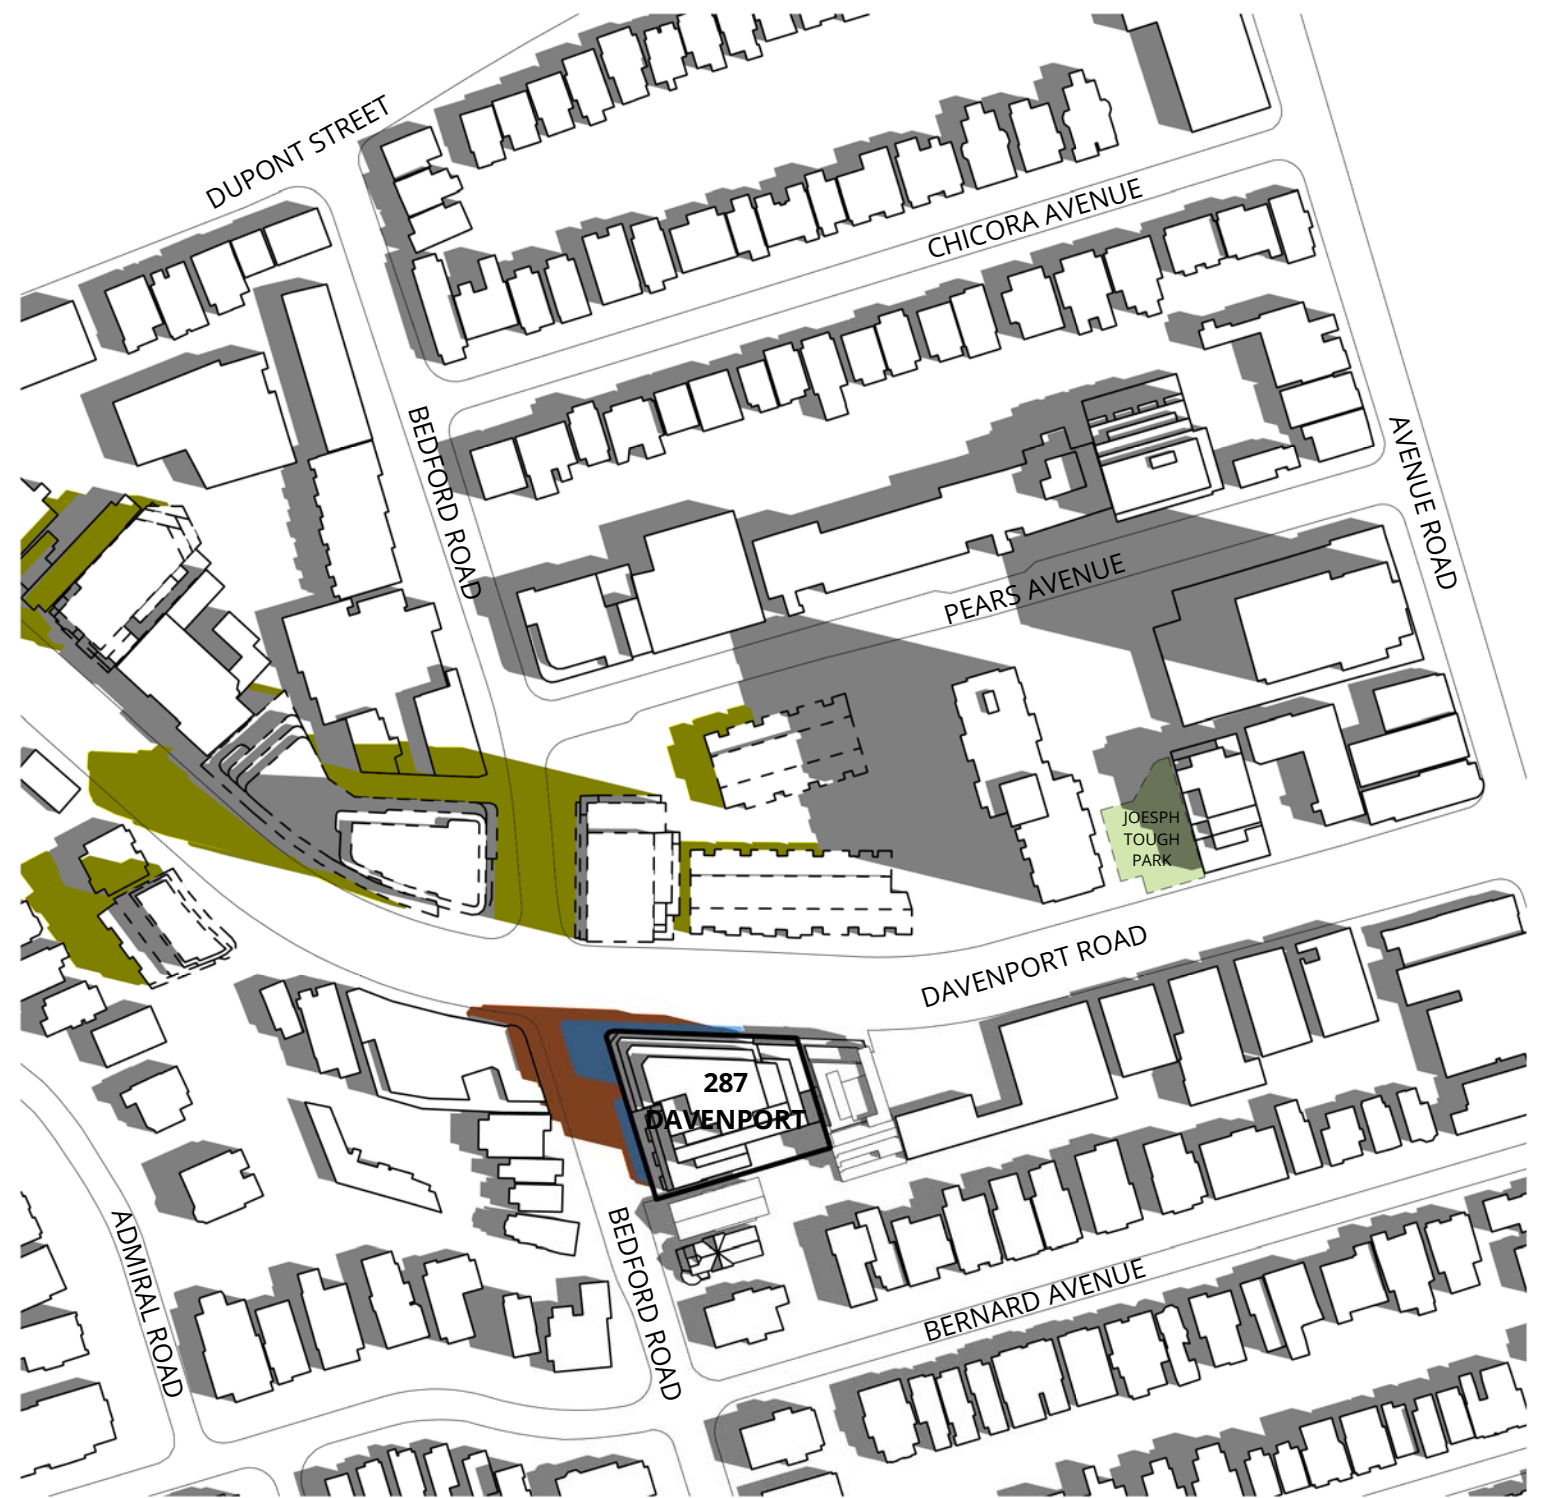 DUPONT STREET
CHICORA AVENUE
BEDFORD ROAD
AVENUE ROAD
PEARS AVENUE
JOESPH
TOUGH
PARK
DAVENPORT ROAD
287
DAVENPORT
ADMIRAL ROAD
BEDFORD ROAD
BERNARD AVENUE